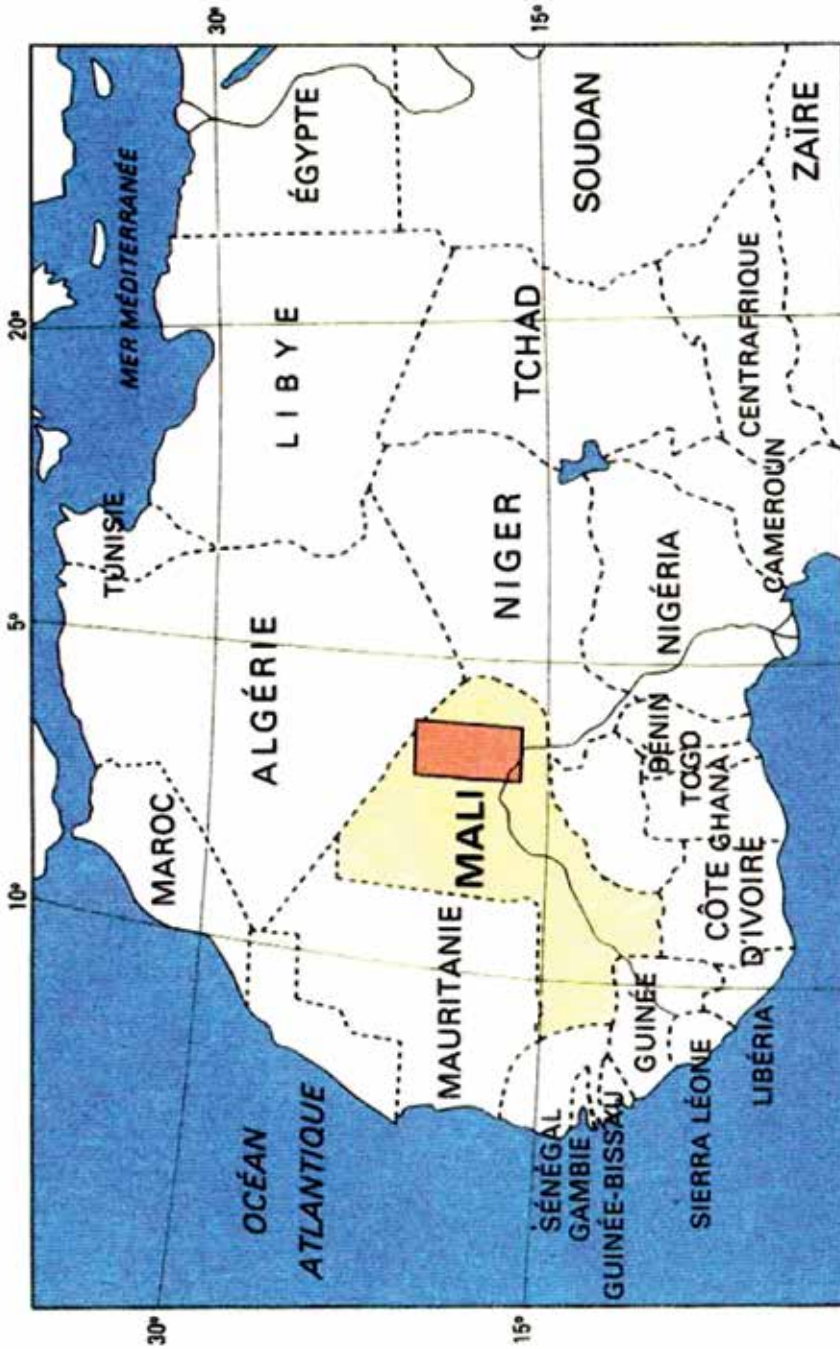 10°
5°
20°
30°
30°
15°
15°
MER MÉDITERRANÉE
TUNISIE
MAROC
ALGÉRIE
LIBYE
ÉGYPTE
OCÉAN
ATLANTIQUE
MAURITANIE
MALI
NIGER
TCHAD
SOUDAN
SÉNÉGAL
GAMBIE
GUINÉE-BISSAU
GUINÉE
SIERRA LÉONE
LIBÉRIA
CÔTE
D'IVOIRE
GHANA
TOGO
BÉNIN
NIGÉRIA
CAMEROUN
CENTRAFRIQUE
ZAÏRE